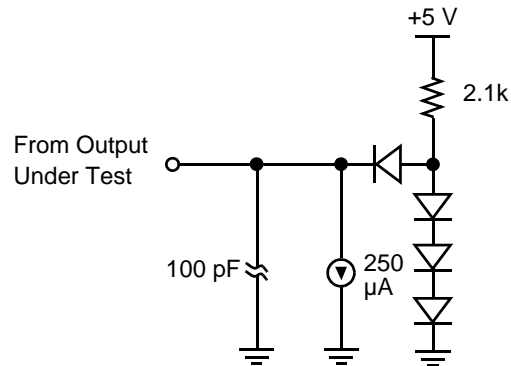 +5 V
2.1k
From Output
Under Test
100 pF
250
µA